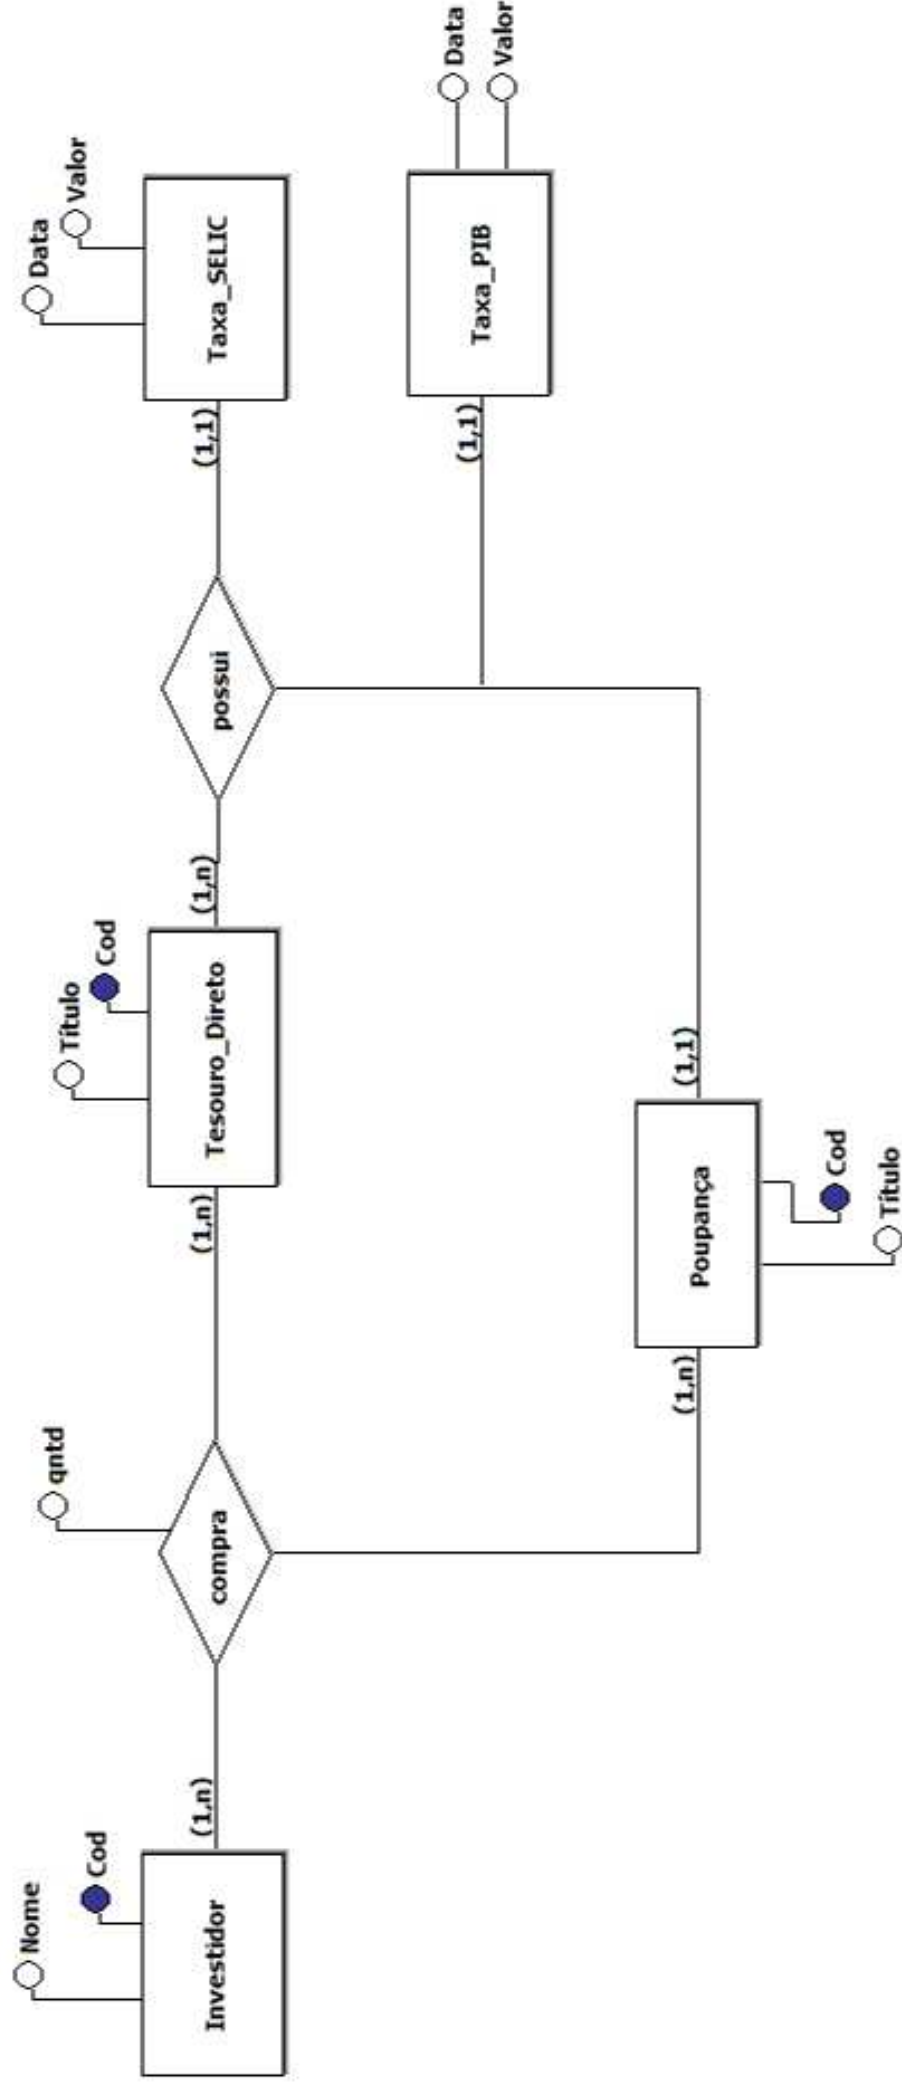 Nome
Cod
Investidor
(1,n)
qntd
compra
(1,n)
Título
Cod
Tesouro_Direto
(1,n)
possui
(1,1)
Data
Valor
Taxa_SELIC
(1,1)
Data
Valor
Taxa_PIB
(1,n)
Poupança
Cod
Título
(1,1)